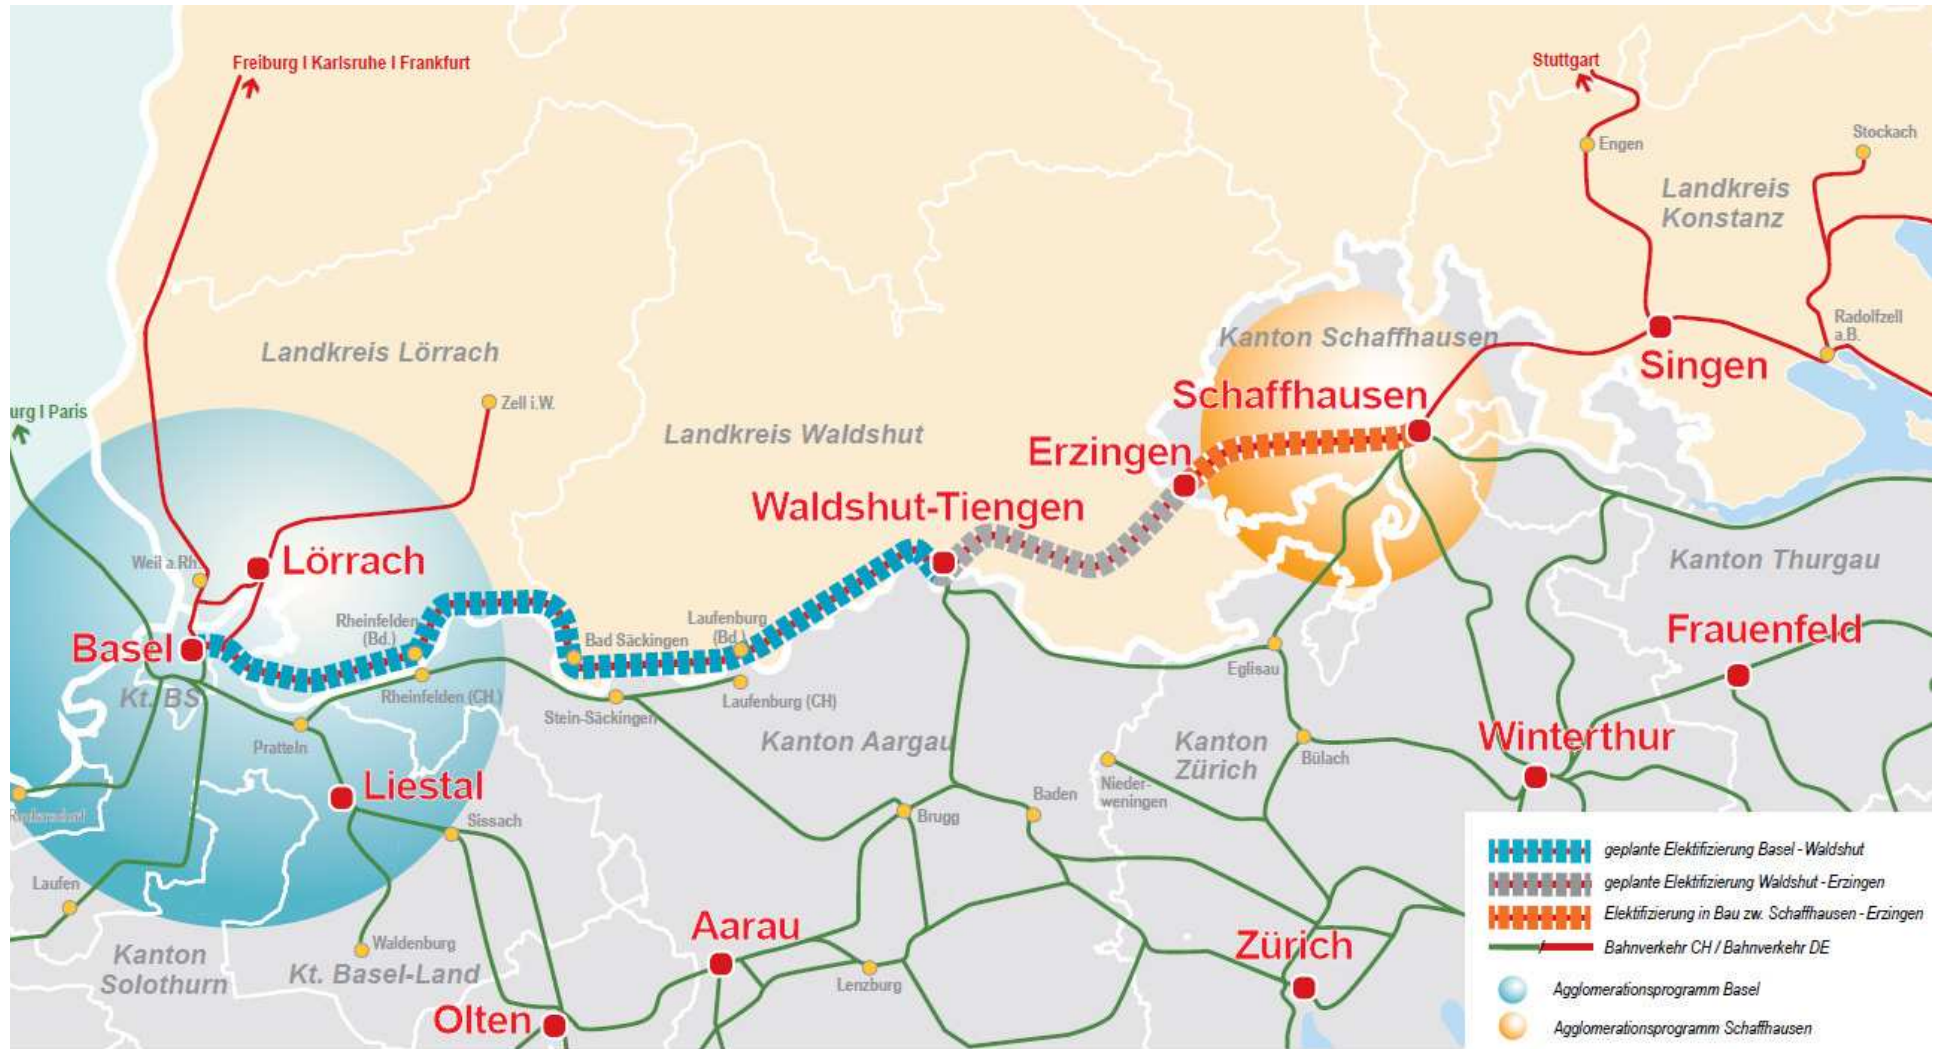 Freiburg I Karlsruhe I Frankfurt
Stuttgart
Engen
Stockach
Landkreis
Konstanz
Radolfzell
a.B.
Singen
Kanton Schaffhausen
Schaffhausen
Landkreis Lörrach
Zell i.W.
urg I Paris
Landkreis Waldshut
Erzingen
Waldshut-Tiengen
Weil a.Rh.
Lörrach
Kanton Thurgau
Rheinfelden
(Bd.)
Bad Säckingen
Laufenburg
(Bd.)
Basel
Kt. BS
Frauenfeld
Eglisau
Rheinfelden (CH)
Stein-Säckingen
Laufenburg (CH)
Pratteln
Kanton Aargau
Kanton
Zürich
Bülach
Winterthur
Nieder-
weningen
Baden
Liestal
Sissach
Brugg
Laufen
Waldenburg
Aarau
Zürich
Kanton
Solothurn
Kt. Basel-Land
Lenzburg
Olten
geplante Elektifizierung Basel - Waldshut
geplante Elektifizierung Waldshut - Erzingen
Elektifizierung in Bau zw. Schaffhausen - Erzingen
/
Bahnverkehr CH / Bahnverkehr DE
Agglomerationsprogramm Basel
Agglomerationsprogramm Schaffhausen